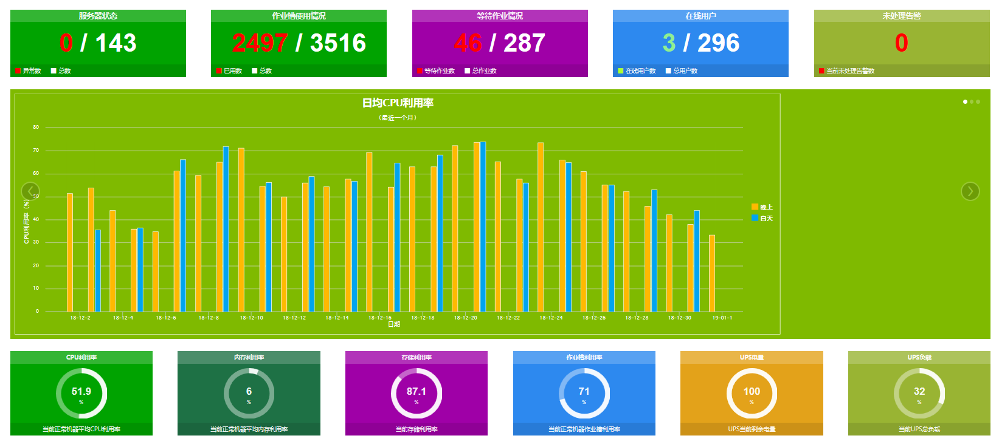 服务器状态
0 / 143
异常数 总数
作业槽使用情况
2497 / 3516
已用数 总数
等待作业情况
46 / 287
等待作业数 总作业数
在线用户
3 / 296
在线用户数 总用户数
未处理告警
0
当前未处理告警数
日均CPU利用率
（最近一个月）
CPU利用率（%）
80
70
60
50
40
30
20
10
0
18-12-2 18-12-4 18-12-6 18-12-8 18-12-10 18-12-12 18-12-14 18-12-16 18-12-18 18-12-20 18-12-22 18-12-24 18-12-26 18-12-28 18-12-30 19-01-1
日期
晚上
白天
CPU利用率
51.9
%
当前正常机器平均CPU利用率
内存利用率
6
%
当前正常机器平均内存利用率
存储利用率
87.1
%
当前存储利用率
作业槽利用率
71
%
当前正常机器作业槽利用率
UPS电量
100
%
UPS当前剩余电量
UPS负载
32
%
当前UPS总负载